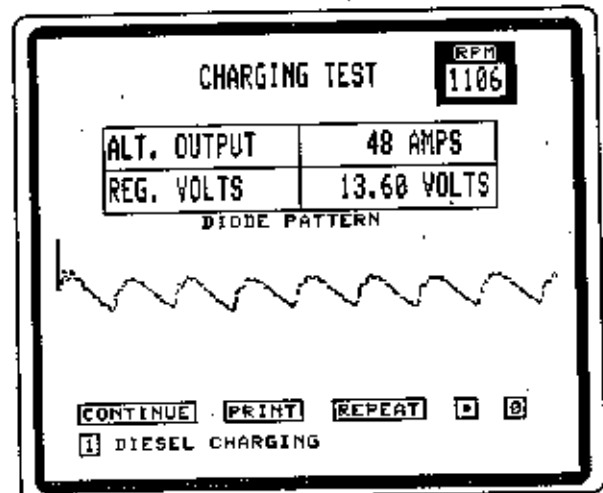 RPM
CHARGING TEST 1106
ALT. OUTPUT 48 AMPS
REG. VOLTS 13.60 VOLTS
DIODE PATTERN
CONTINUE PRINT REPEAT • 0
1 DIESEL CHARGING